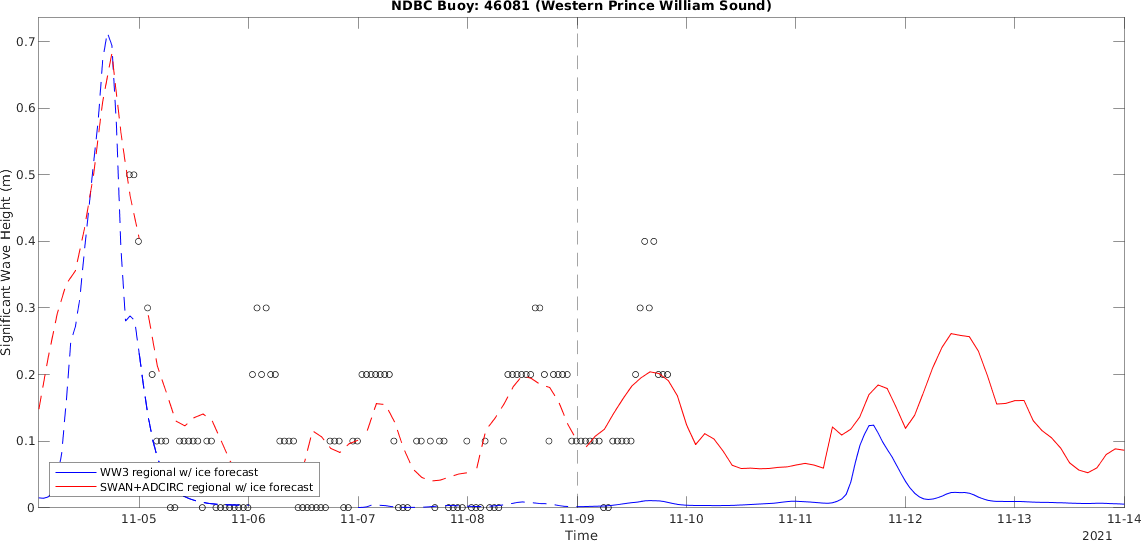 NDBC Buoy: 46081 (Western Prince William Sound)
Significant Wave Height (m)
0.7
0.6
0.5
0.4
0.3
0.2
0.1
0
WW3 regional w/ ice forecast
SWAN+ADCIRC regional w/ ice forecast
11-05 11-06 11-07 11-08 11-09 11-10 11-11 11-12 11-13 11-14
Time
2021